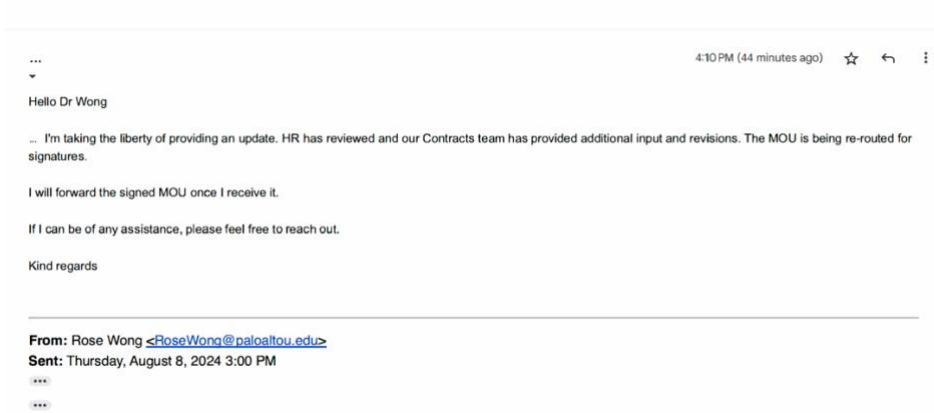 ...
4:10 PM (44 minutes ago)
Hello Dr Wong
... I'm taking the liberty of providing an update. HR has reviewed and our Contracts team has provided additional input and revisions. The MOU is being re-routed for
signatures.
I will forward the signed MOU once I receive it.
If I can be of any assistance, please feel free to reach out.
Kind regards
From: Rose Wong <RoseWong@paloaltou.edu>
Sent: Thursday, August 8, 2024 3:00 PM
...
...